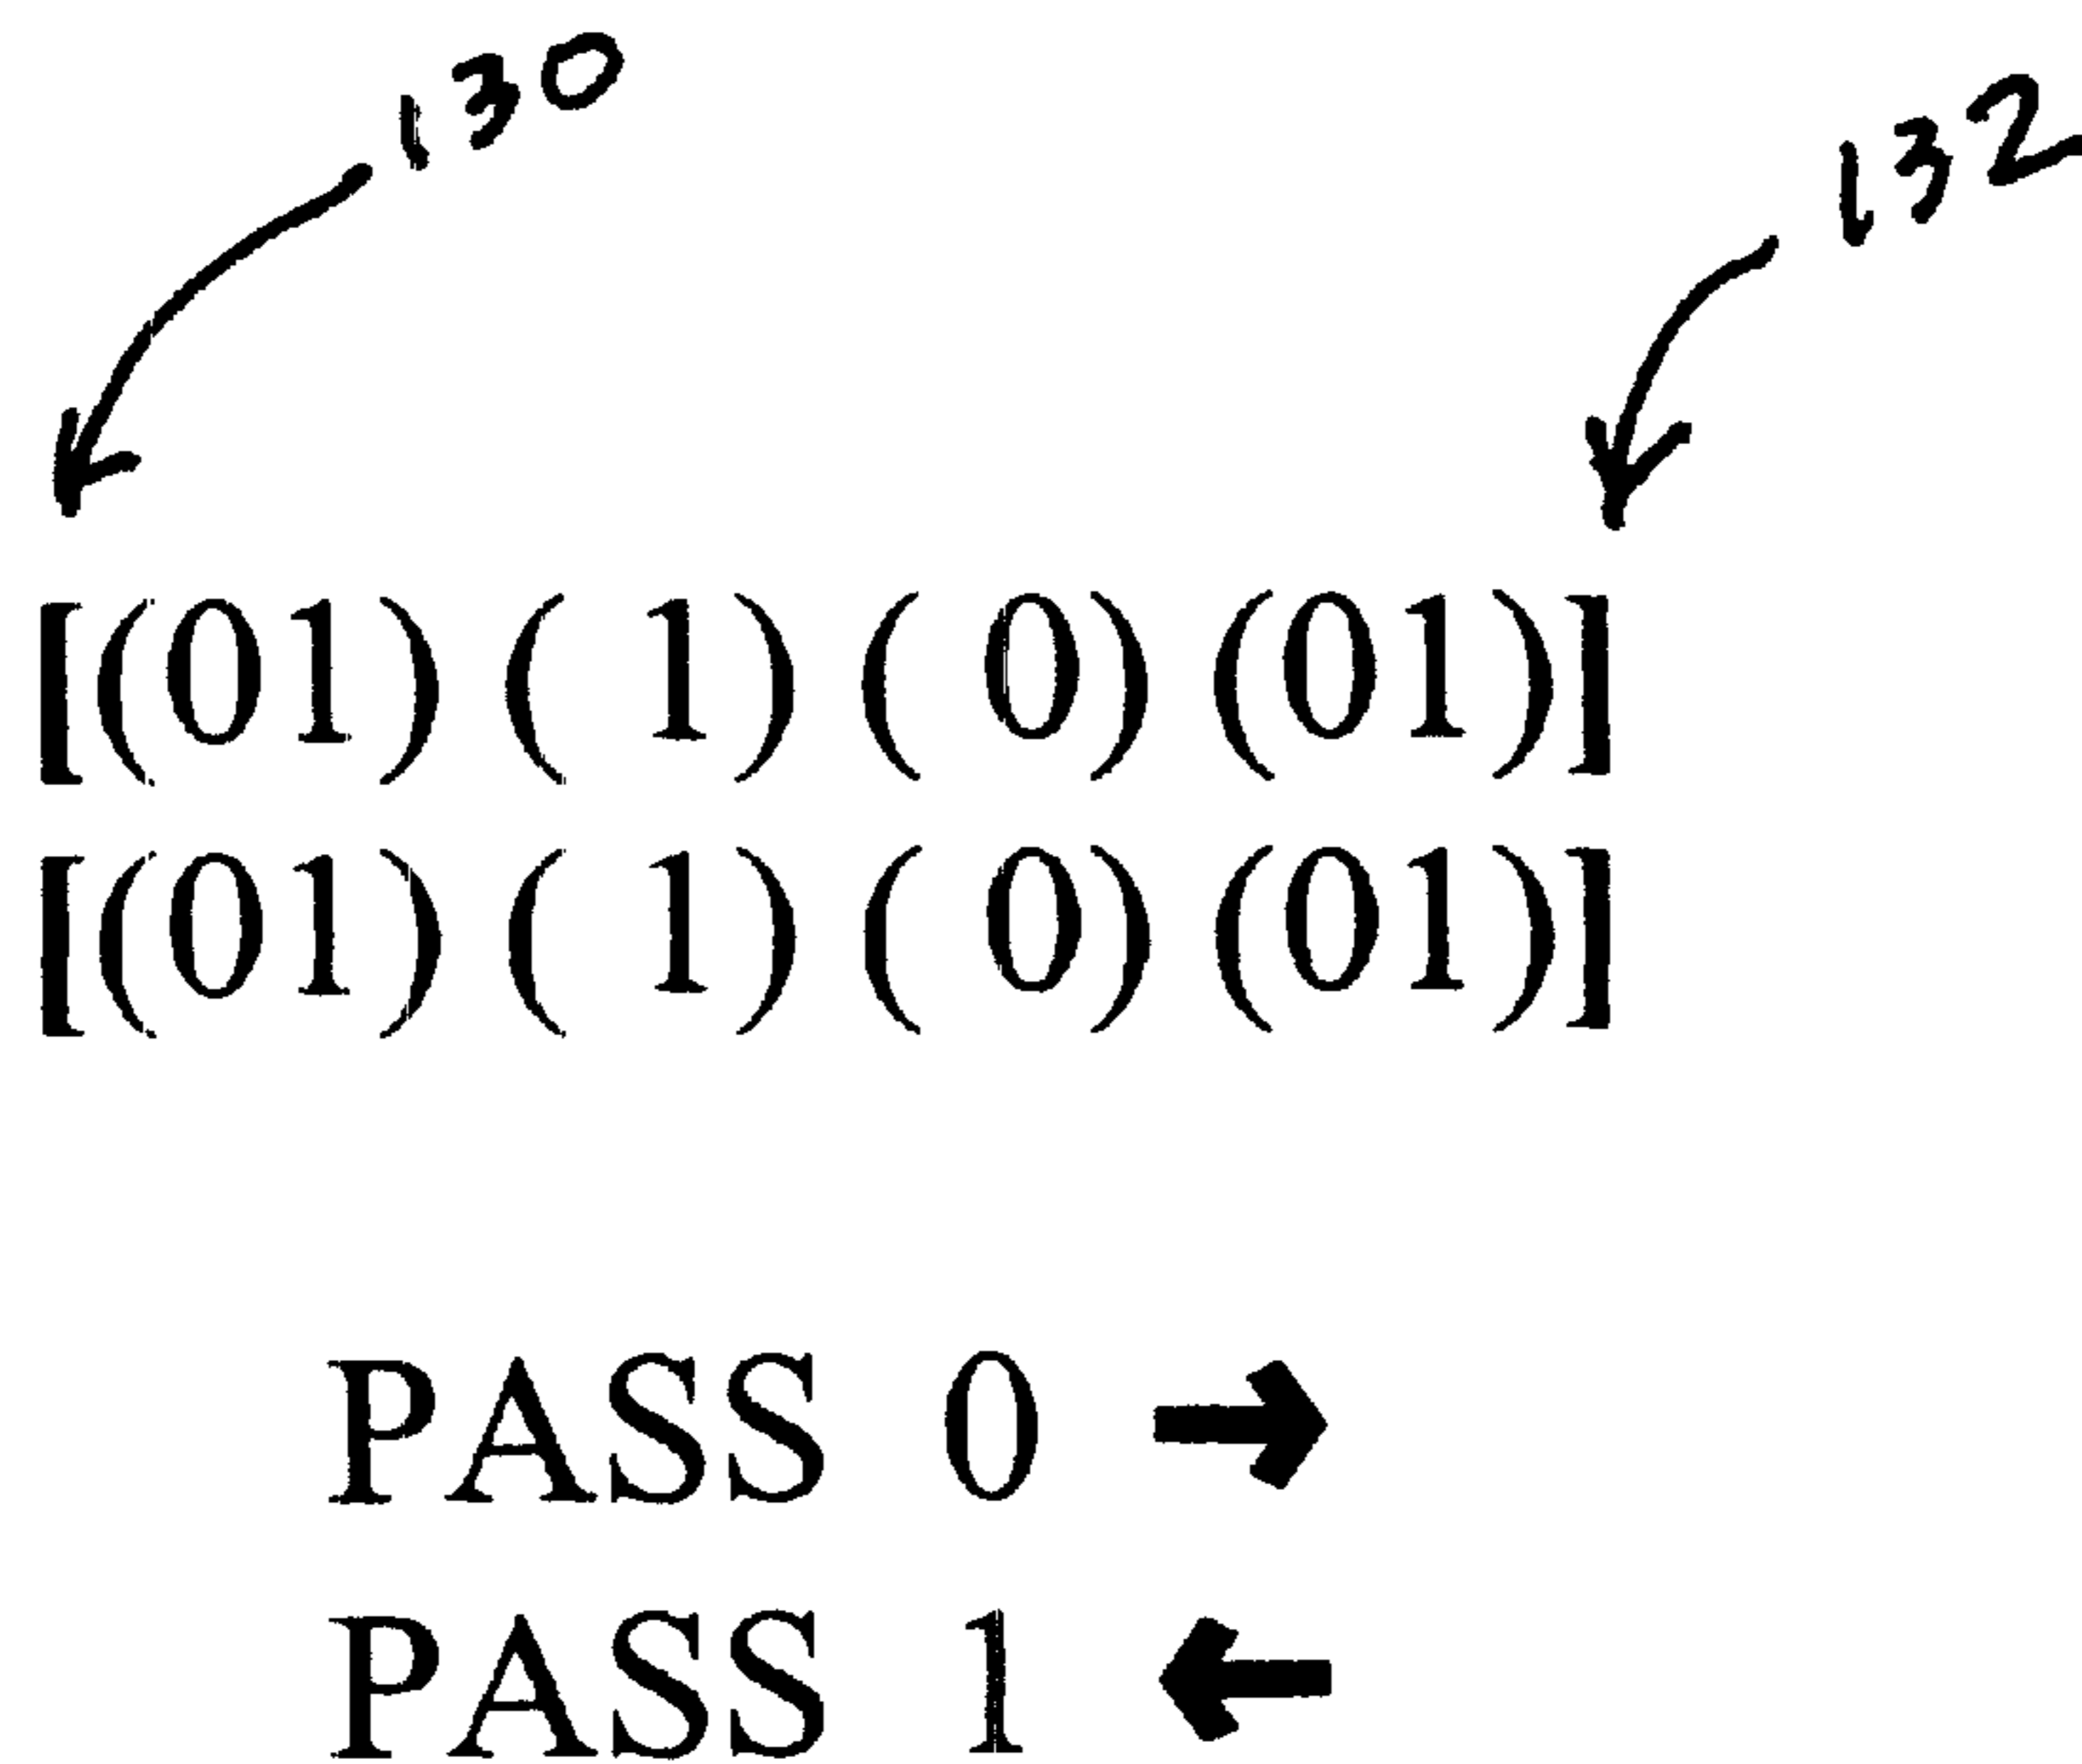 130
132
[(01) ( 1) ( 0) (01)]
[(01) ( 1) ( 0) (01)]
PASS 0 →
PASS 1 ←